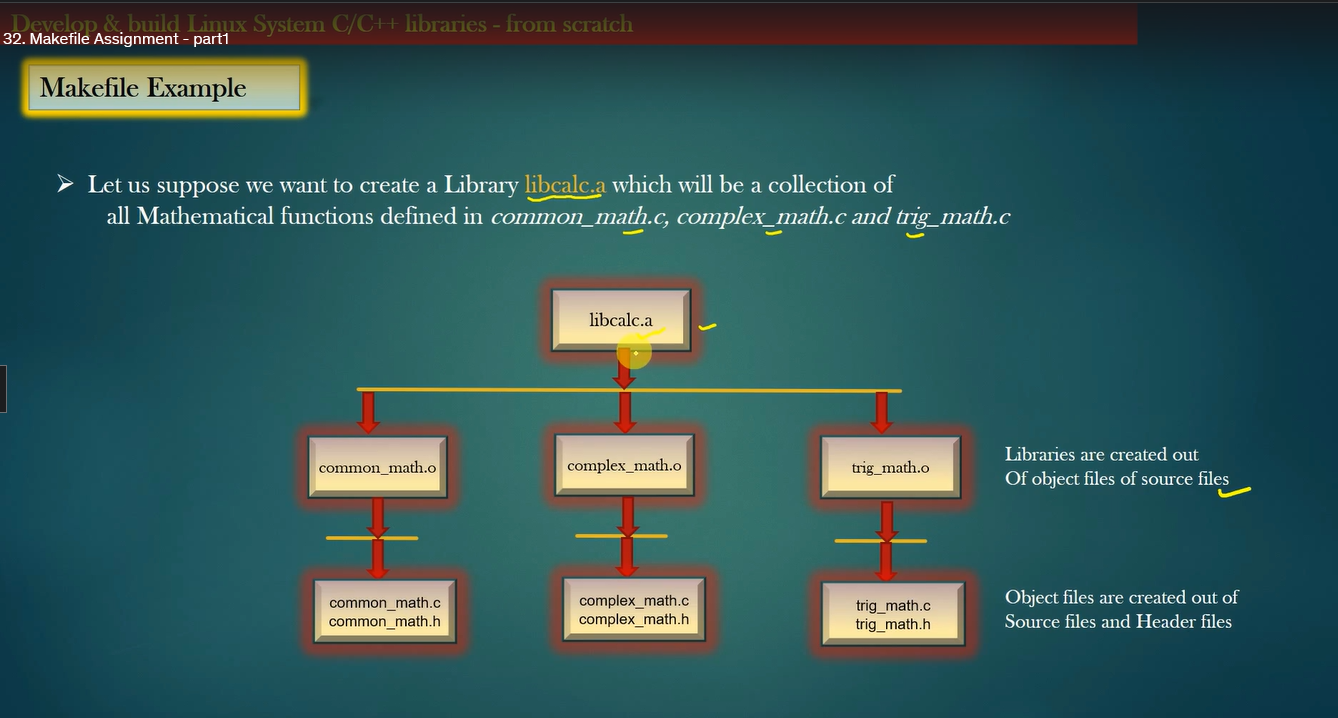 Develop & build Linux System C/C++ libraries - from scratch
32. Makefile Assignment - part1
Makefile Example
Let us suppose we want to create a Library libcalc.a which will be a collection of
all Mathematical functions defined in common_math.c, complex_math.c and trig_math.c
libcalc.a
common_math.o
complex_math.o
trig_math.o
Libraries are created out
Of object files of source files
common_math.c
common_math.h
complex_math.c
complex_math.h
trig_math.c
trig_math.h
Object files are created out of
Source files and Header files